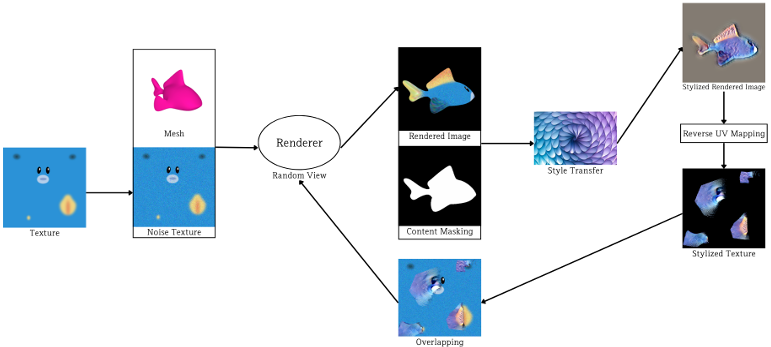 Texture
Mesh
Noise Texture
Renderer
Random View
Rendered Image
Content Masking
Style Transfer
Stylized Rendered Image
Reverse UV Mapping
Stylized Texture
Overlapping